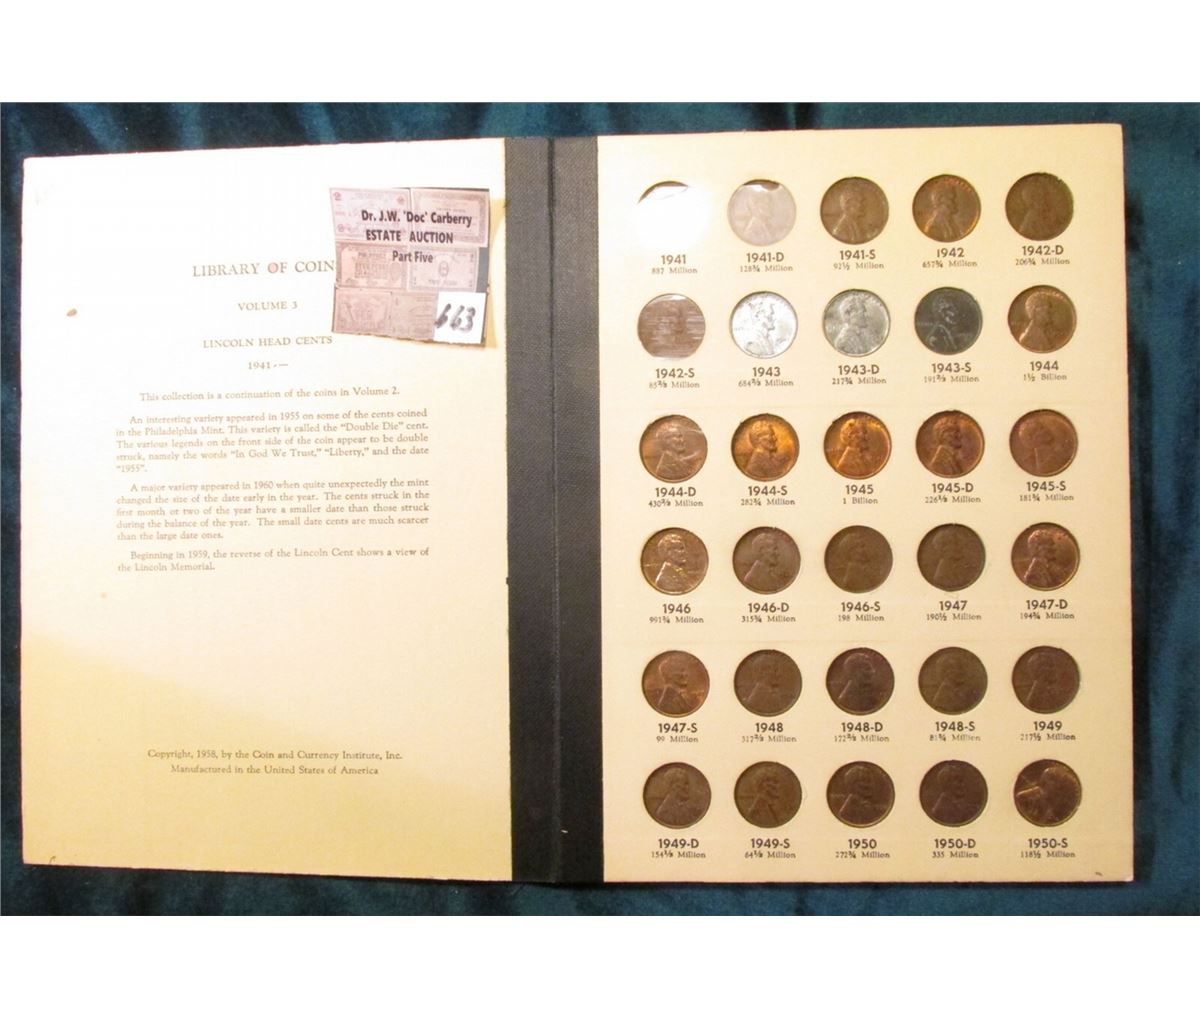 LIBRARY OF COIN
VOLUME 3
LINCOLN HEAD CENTS
1941 - —
This collection is a continuation of the coins in Volume 2.
An interesting variety appeared in 1955 on some of the cents coined
in the Philadelphia Mint. This variety is called the "Double Die" cent.
The various legends on the front side of the coin appear to be double
struck, namely the words "In God We Trust," "Liberty," and the date
"1955".
A major variety appeared in 1960 when quite unexpectedly the mint
changed the size of the date early in the year. The cents struck in the
first month or two of the year have a smaller date than those struck
during the balance of the year. The small date cents are much scarcer
than the large date ones.
Beginning in 1959, the reverse of the Lincoln Cent shows a view of
the Lincoln Memorial.
Copyright, 1958, by the Coin and Currency Institute, Inc.
Manufactured in the United States of America
Dr. J.W. 'Doc' Carberry
ESTATE AUCTION
Part Five
663
1941 1941-D 1941-S 1942 1942-D
887 Million 128¾ Million 92½ Million 657¾ Million 206¾ Million
1942-S 1943 1943-D 1943-S 1944
85⅔ Million 684⅔ Million 217¾ Million 191⅔ Million 1½ Billion
1944-D 1944-S 1945 1945-D 1945-S
430⅔ Million 282¾ Million 1 Billion 226⅓ Million 181¾ Million
1946 1946-D 1946-S 1947 1947-D
991¾ Million 315¾ Million 198 Million 190½ Million 194¾ Million
1947-S 1948 1948-D 1948-S 1949
99 Million 317⅔ Million 172⅔ Million 81¾ Million 217½ Million
1949-D 1949-S 1950 1950-D 1950-S
154⅓ Million 64⅓ Million 272¾ Million 335 Million 118½ Million